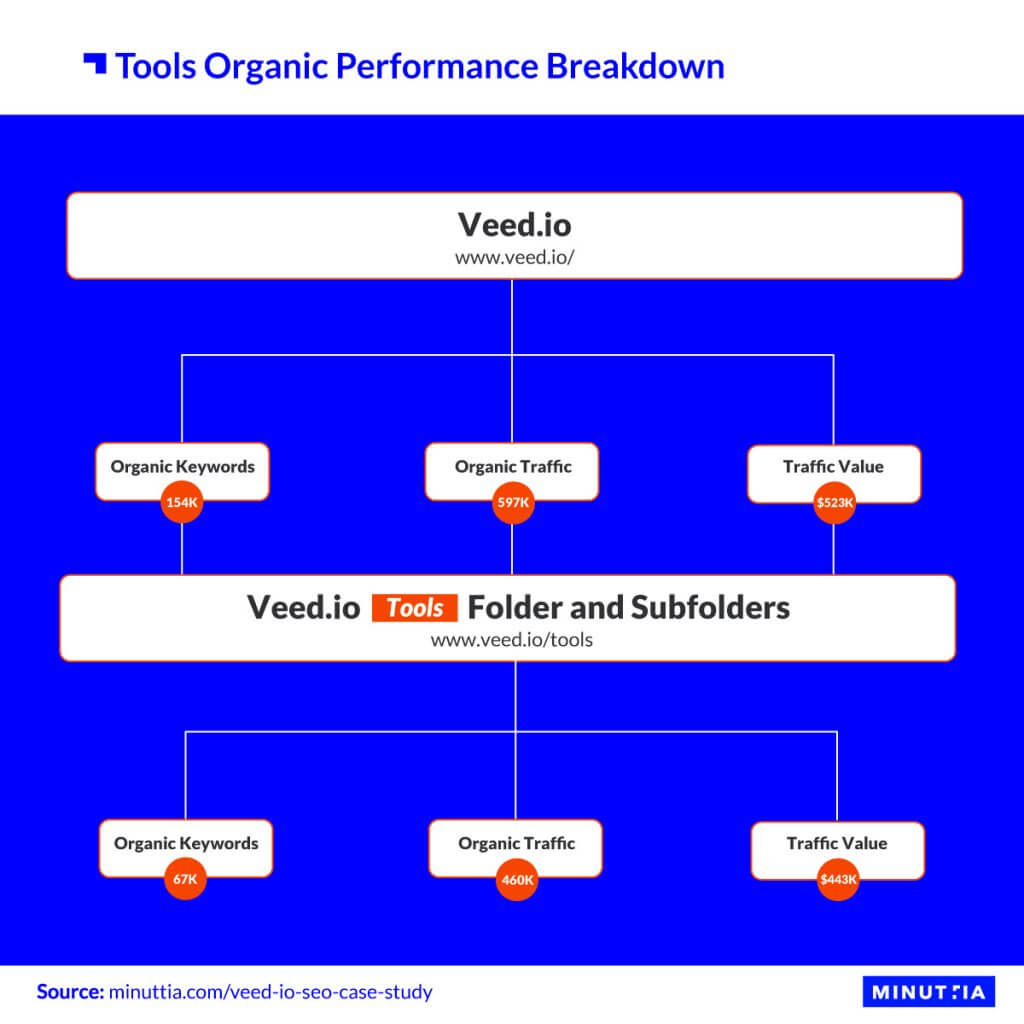 Tools Organic Performance Breakdown
Veed.io
www.veed.io/
Organic Keywords
154K
Organic Traffic
597K
Traffic Value
$523K
Veed.io Tools Folder and Subfolders
www.veed.io/tools
Organic Keywords
67K
Organic Traffic
460K
Traffic Value
$443K
Source: minuttia.com/veed-io-seo-case-study
MINUTTIA